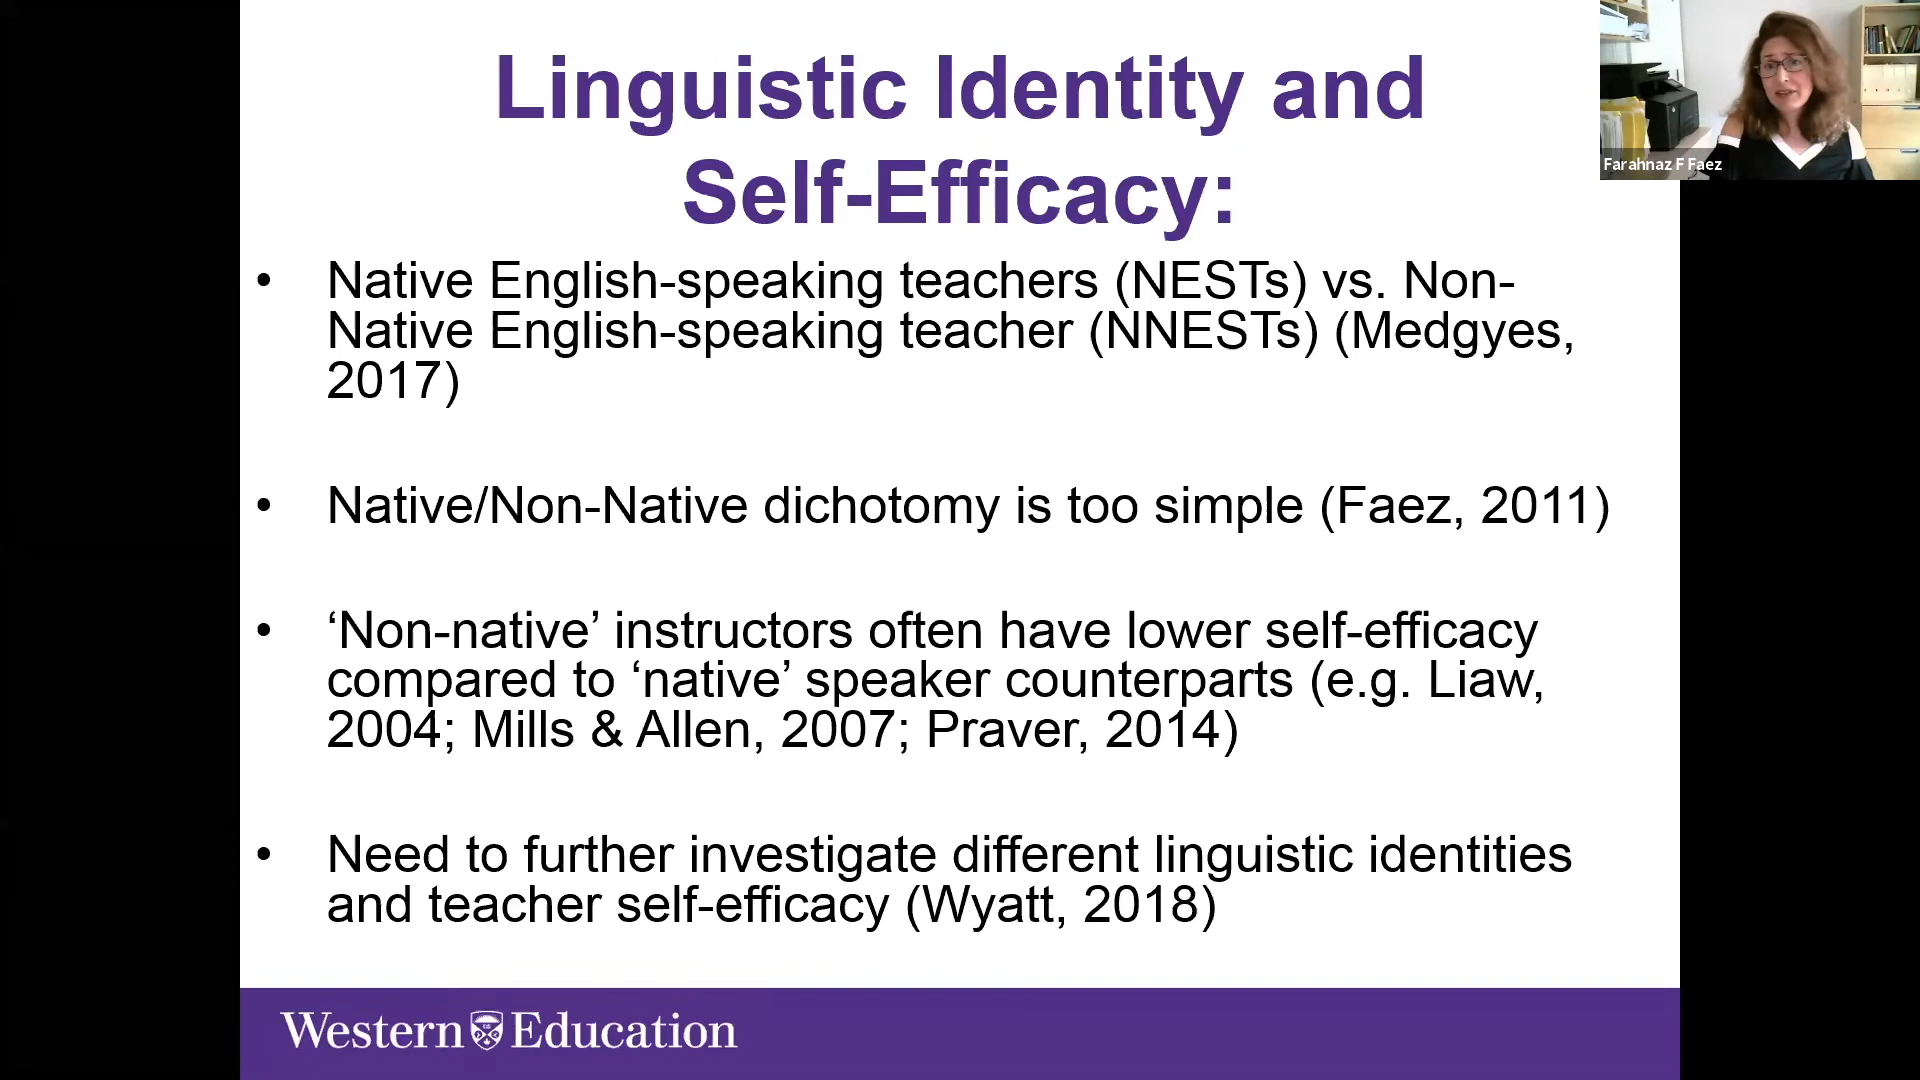 Linguistic Identity and
Self-Efficacy:
Farahnaz F Faez
• Native English-speaking teachers (NESTs) vs. Non-
Native English-speaking teacher (NNESTs) (Medgyes,
2017)
• Native/Non-Native dichotomy is too simple (Faez, 2011)
• ‘Non-native’ instructors often have lower self-efficacy
compared to ‘native’ speaker counterparts (e.g. Liaw,
2004; Mills & Allen, 2007; Praver, 2014)
• Need to further investigate different linguistic identities
and teacher self-efficacy (Wyatt, 2018)
Western Education